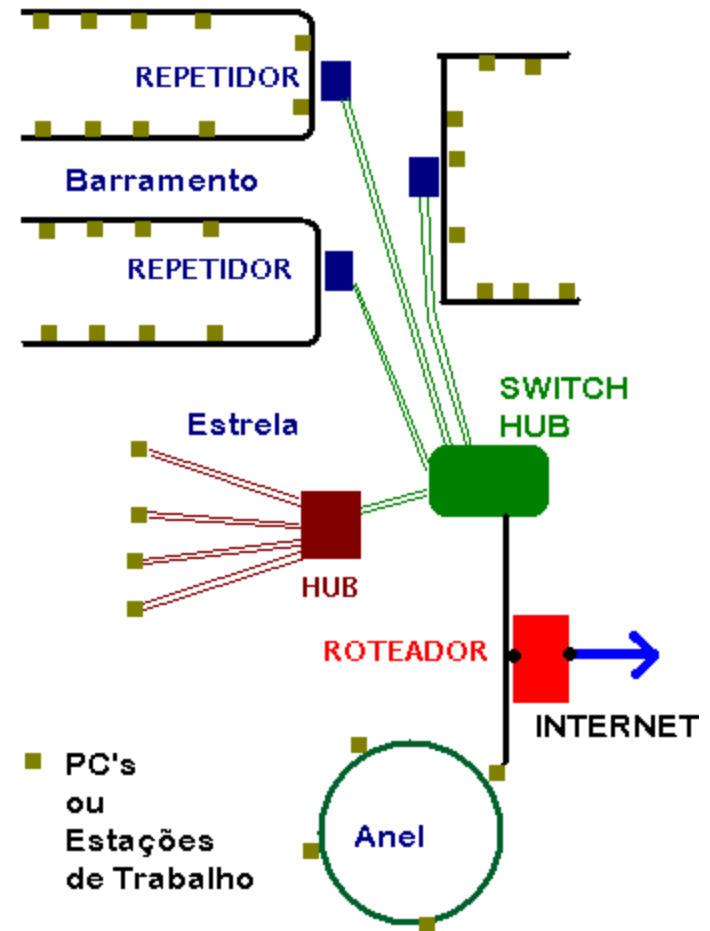 REPETIDOR
Barramento
REPETIDOR
SWITCH
HUB
Estrela
HUB
ROTEADOR
INTERNET
PC's
ou
Estações
de Trabalho
Anel